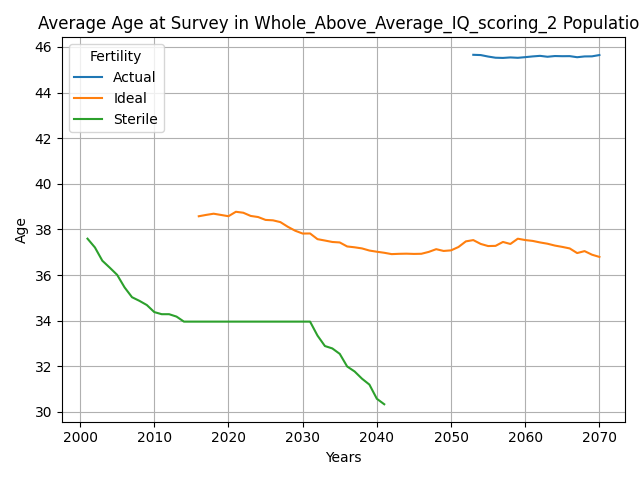 Average Age at Survey in Whole_Above_Average_IQ_scoring_2 Populatio
Fertility
Actual
Ideal
Sterile
46
44
42
40
38
36
34
32
30
Age
2000 2010 2020 2030 2040 2050 2060 2070
Years